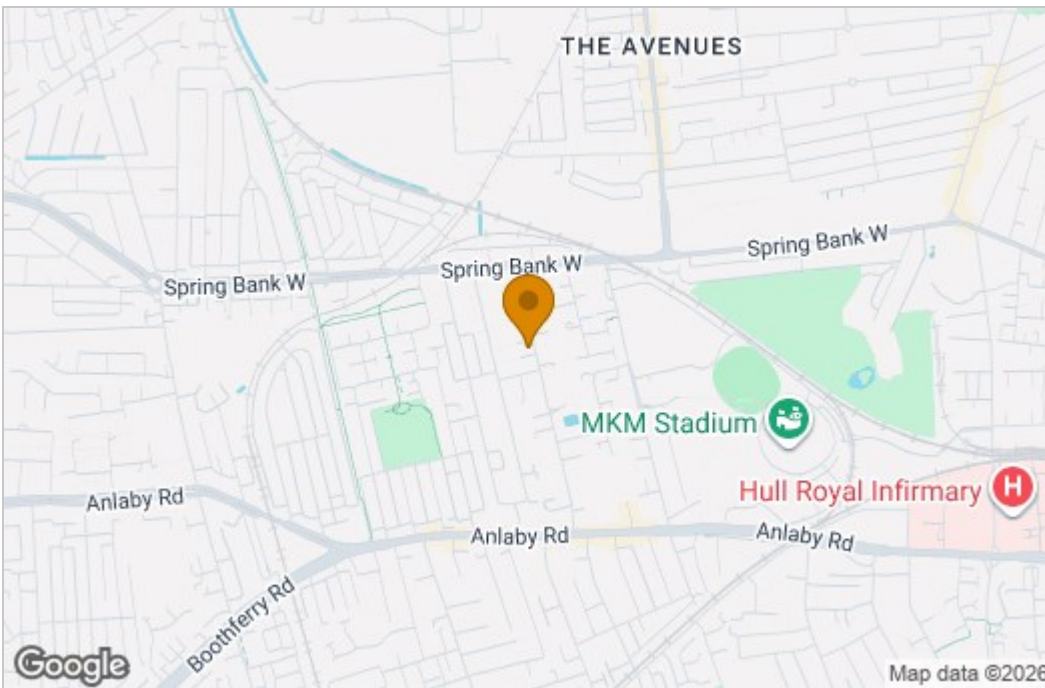 THE AVENUES
Spring Bank W
Spring Bank W
Spring Bank W
MKM Stadium
Hull Royal Infirmary
H
Anlaby Rd
Anlaby Rd
Anlaby Rd
Boothferry Rd
Google
Map data ©2026